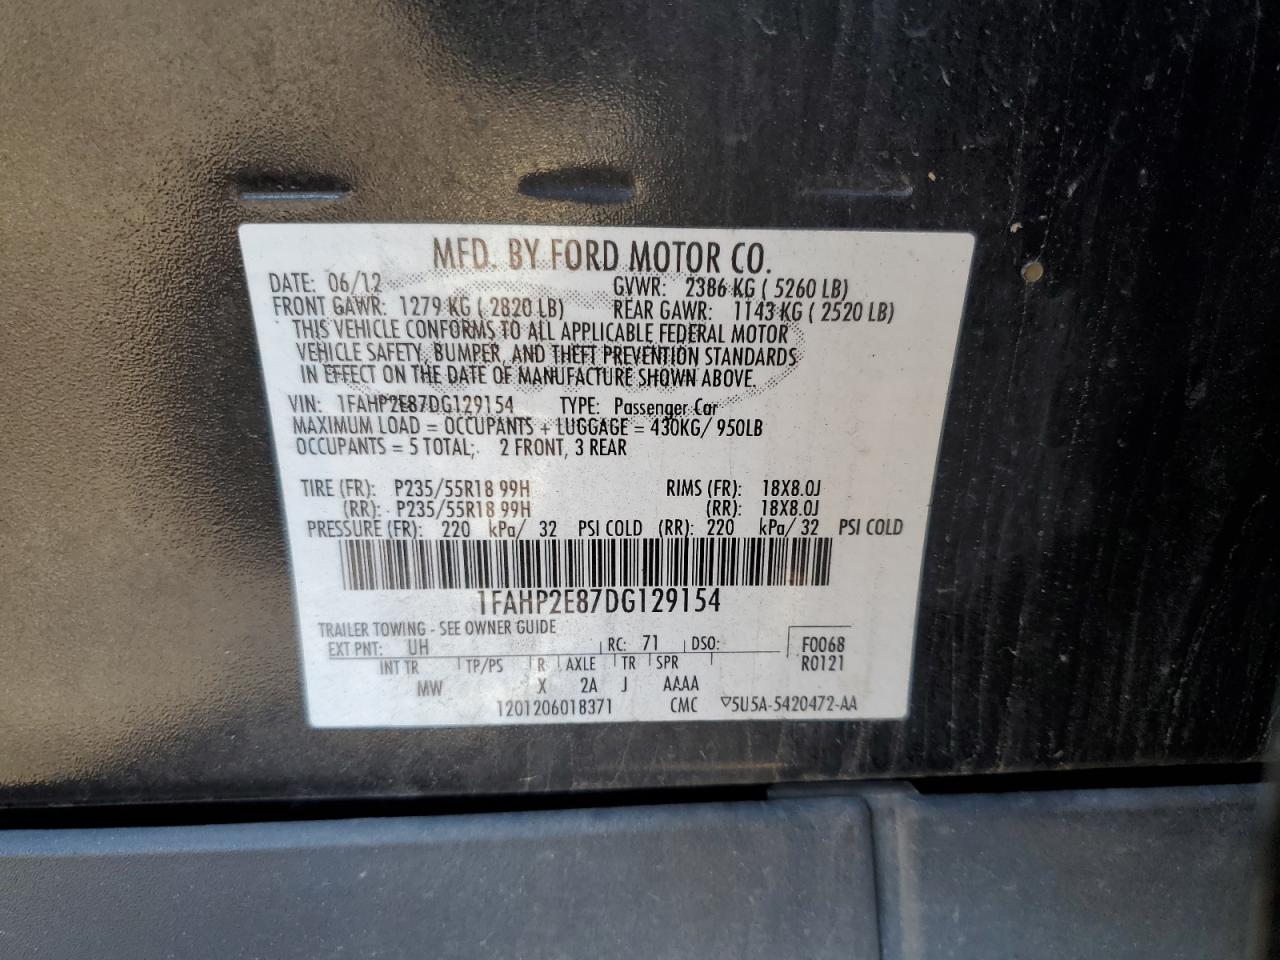 MFD. BY FORD MOTOR CO.
DATE: 06/12 GVWR: 2386 KG ( 5260 LB)
FRONT GAWR: 1279 KG ( 2820 LB) REAR GAWR: 1143 KG ( 2520 LB)
THIS VEHICLE CONFORMS TO ALL APPLICABLE FEDERAL MOTOR
VEHICLE SAFETY, BUMPER, AND THEFT PREVENTION STANDARDS
IN EFFECT ON THE DATE OF MANUFACTURE SHOWN ABOVE.
VIN: 1FAHP2E87DG129154 TYPE: Passenger Car
MAXIMUM LOAD = OCCUPANTS + LUGGAGE = 430KG/ 950LB
OCCUPANTS = 5 TOTAL; 2 FRONT, 3 REAR
TIRE (FR): P235/55R18 99H RIMS (FR): 18X8.0J
(RR): P235/55R18 99H (RR): 18X8.0J
PRESSURE (FR): 220 kPa/ 32 PSI COLD (RR): 220 kPa/ 32 PSI COLD
1FAHP2E87DG129154
TRAILER TOWING - SEE OWNER GUIDE
EXT PNT: UH RC: 71 DSO: F0068
INT TR TP/PS R AXLE TR SPR R0121
MW X 2A J AAAA
1201206018371 CMC ▽5U5A-5420472-AA